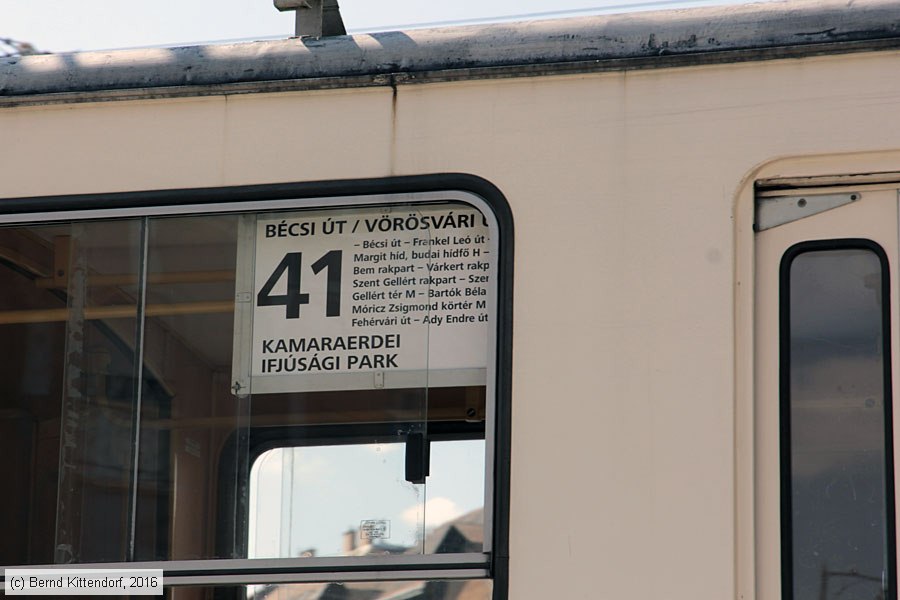 BÉCSI ÚT / VÖRÖSVÁRI
41
– Bécsi út – Frankel Leó út –
Margit híd, budai hídfő H –
Bem rakpart – Várkert rakp
Szent Gellért rakpart – Szen
Gellért tér M – Bartók Béla
Móricz Zsigmond körtér M
Fehérvári út – Ady Endre út
KAMARAERDEI
IFJÚSÁGI PARK
(c) Bernd Kittendorf, 2016